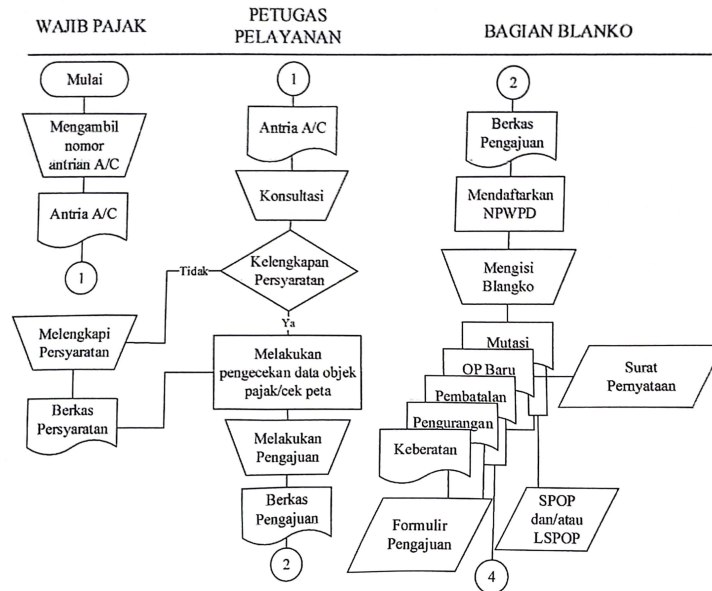 WAJIB PAJAK
PETUGAS
PELAYANAN
BAGIAN BLANKO
Mulai
Mengambil
nomor
antrian A/C
Antria A/C
1
Melengkapi
Persyaratan
Berkas
Persyaratan
1
Antria A/C
Konsultasi
Kelengkapan
Persyaratan
Tidak
Ya
Melakukan
pengecekan data objek
pajak/cek peta
Melakukan
Pengajuan
Berkas
Pengajuan
2
2
Berkas
Pengajuan
Mendaftarkan
NPWPD
Mengisi
Blangko
Mutasi
OP Baru
Pembatalan
Pengurangan
Keberatan
Surat
Pernyataan
Formulir
Pengajuan
SPOP
dan/atau
LSPOP
4